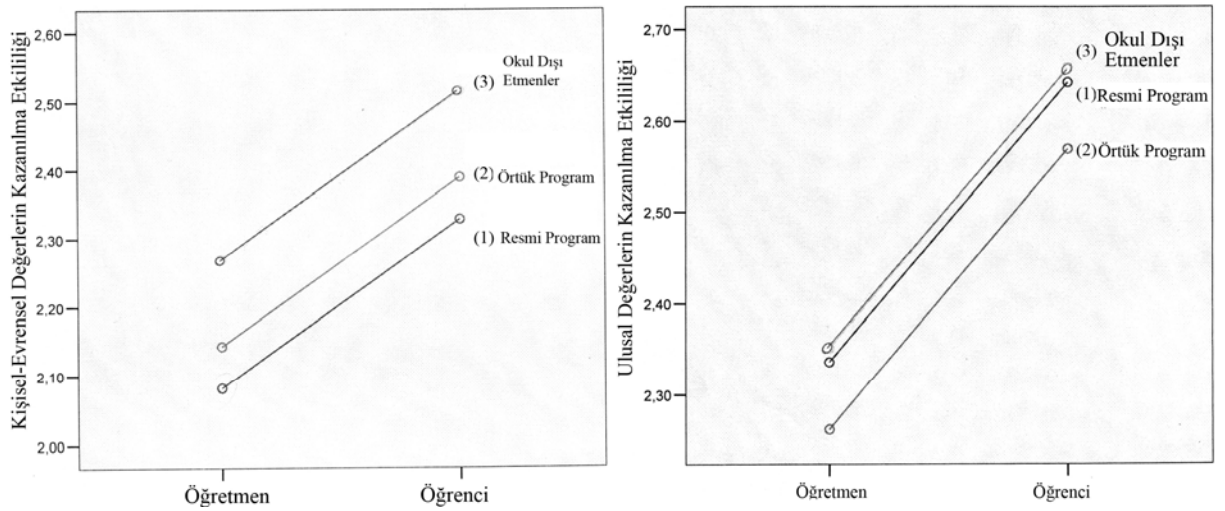 Kişisel-Evrensel Değerlerin Kazanılma Etkililiği
2,60
2,50
2,40
2,30
2,20
2,10
2,00
Okul Dışı
(3) Etmenler
(2) Örtük Program
(1) Resmi Program
Öğretmen
Öğrenci
Ulusal Değerlerin Kazanılma Etkililiği
2,70
2,60
2,50
2,40
2,30
(3) Okul Dışı
Etmenler
(1)Resmi Program
(2)Örtük Program
Öğretmen
Öğrenci